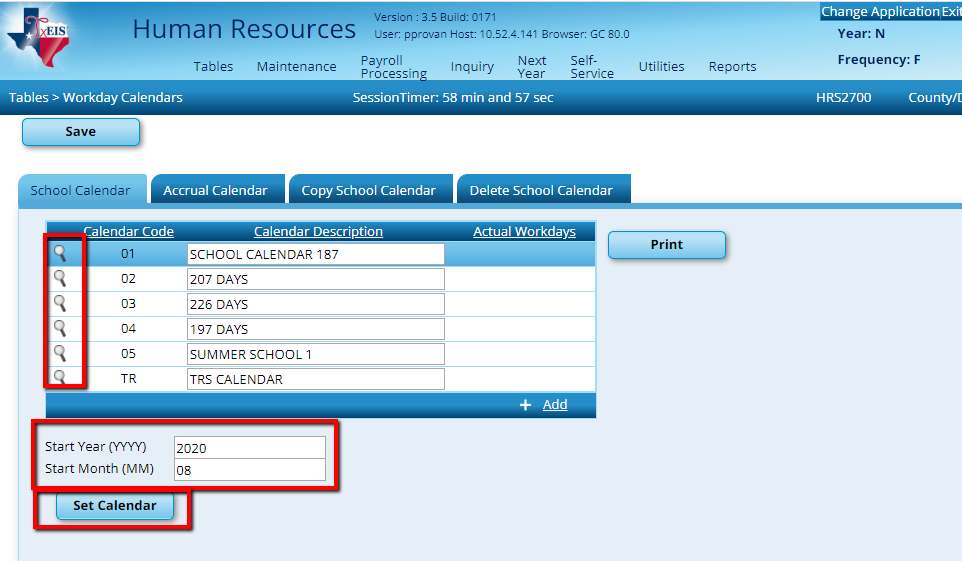 TxEIS
Human Resources
Version : 3.5 Build: 0171
User: pprovan Host: 10.52.4.141 Browser: GC 80.0
Change Application Exit
Year: N
Frequency: F
Tables Maintenance Payroll Processing Inquiry Next Year Self-Service Utilities Reports
Tables > Workday Calendars SessionTimer: 58 min and 57 sec HRS2700 County/D
Save
School Calendar Accrual Calendar Copy School Calendar Delete School Calendar
Calendar Code Calendar Description Actual Workdays
Print
01 SCHOOL CALENDAR 187
02 207 DAYS
03 226 DAYS
04 197 DAYS
05 SUMMER SCHOOL 1
TR TRS CALENDAR
+ Add
Start Year (YYYY) 2020
Start Month (MM) 08
Set Calendar